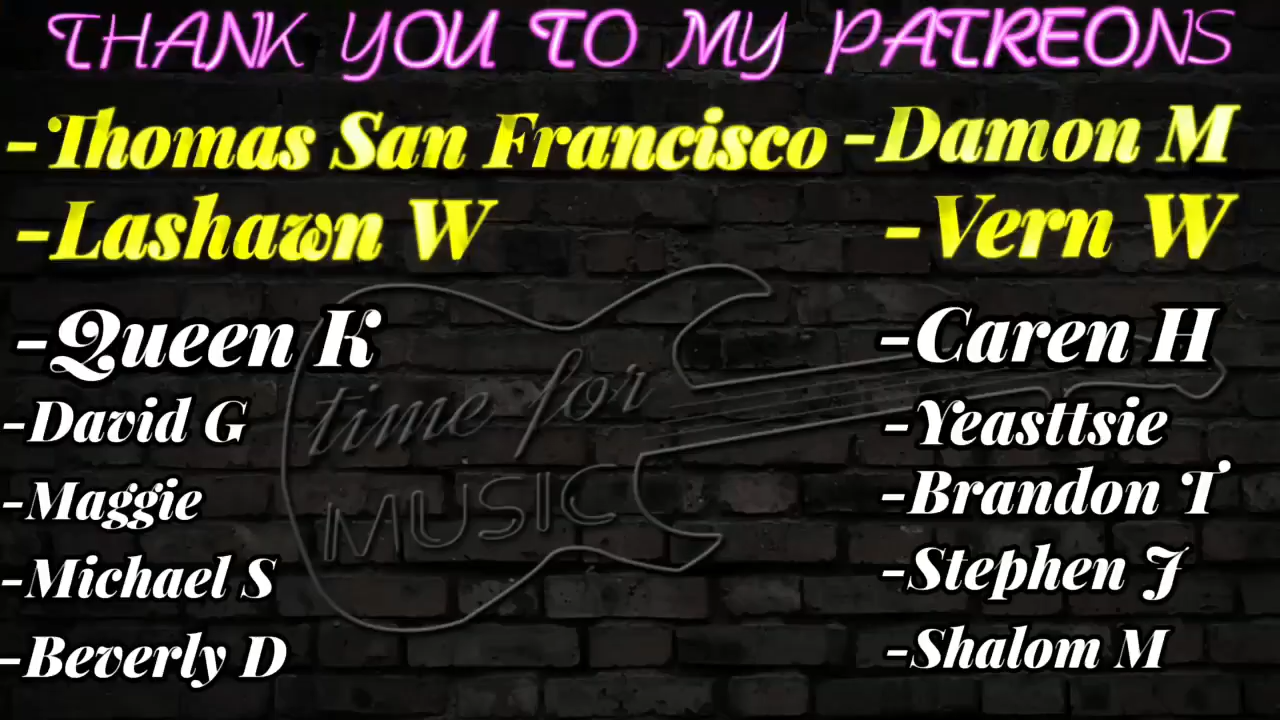 THANK YOU TO MY PATREONS
-Thomas San Francisco -Damon M
-Lashawn W -Vern W
-Queen K -Caren H
-David G -Yeasttsie
-Maggie -Brandon T
-Michael S -Stephen J
-Beverly D -Shalom M
time for
MUSIC